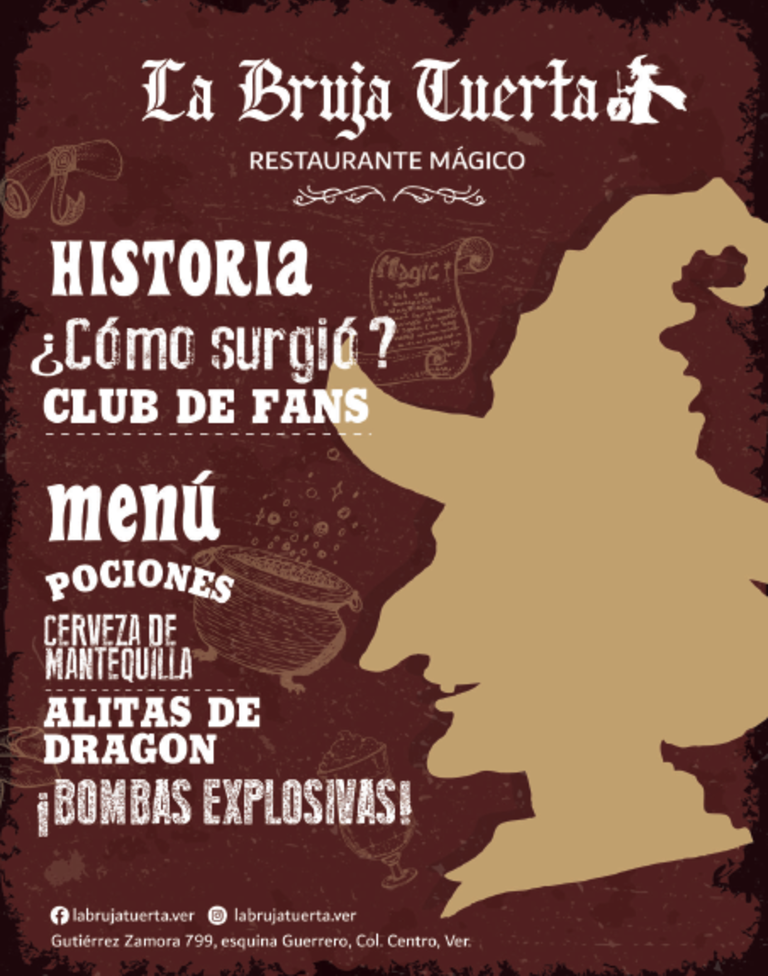 La Bruja Tuerta
RESTAURANTE MÁGICO
HISTORIA
Magic
¿Cómo surgió?
CLUB DE FANS
menú
POCIONES
CERVEZA DE
MANTEQUILLA
ALITAS DE
DRAGON
¡BOMBAS EXPLOSIVAS!
labrujatuerta.ver labrujatuerta.ver
Gutiérrez Zamora 799, esquina Guerrero, Col. Centro, Ver.